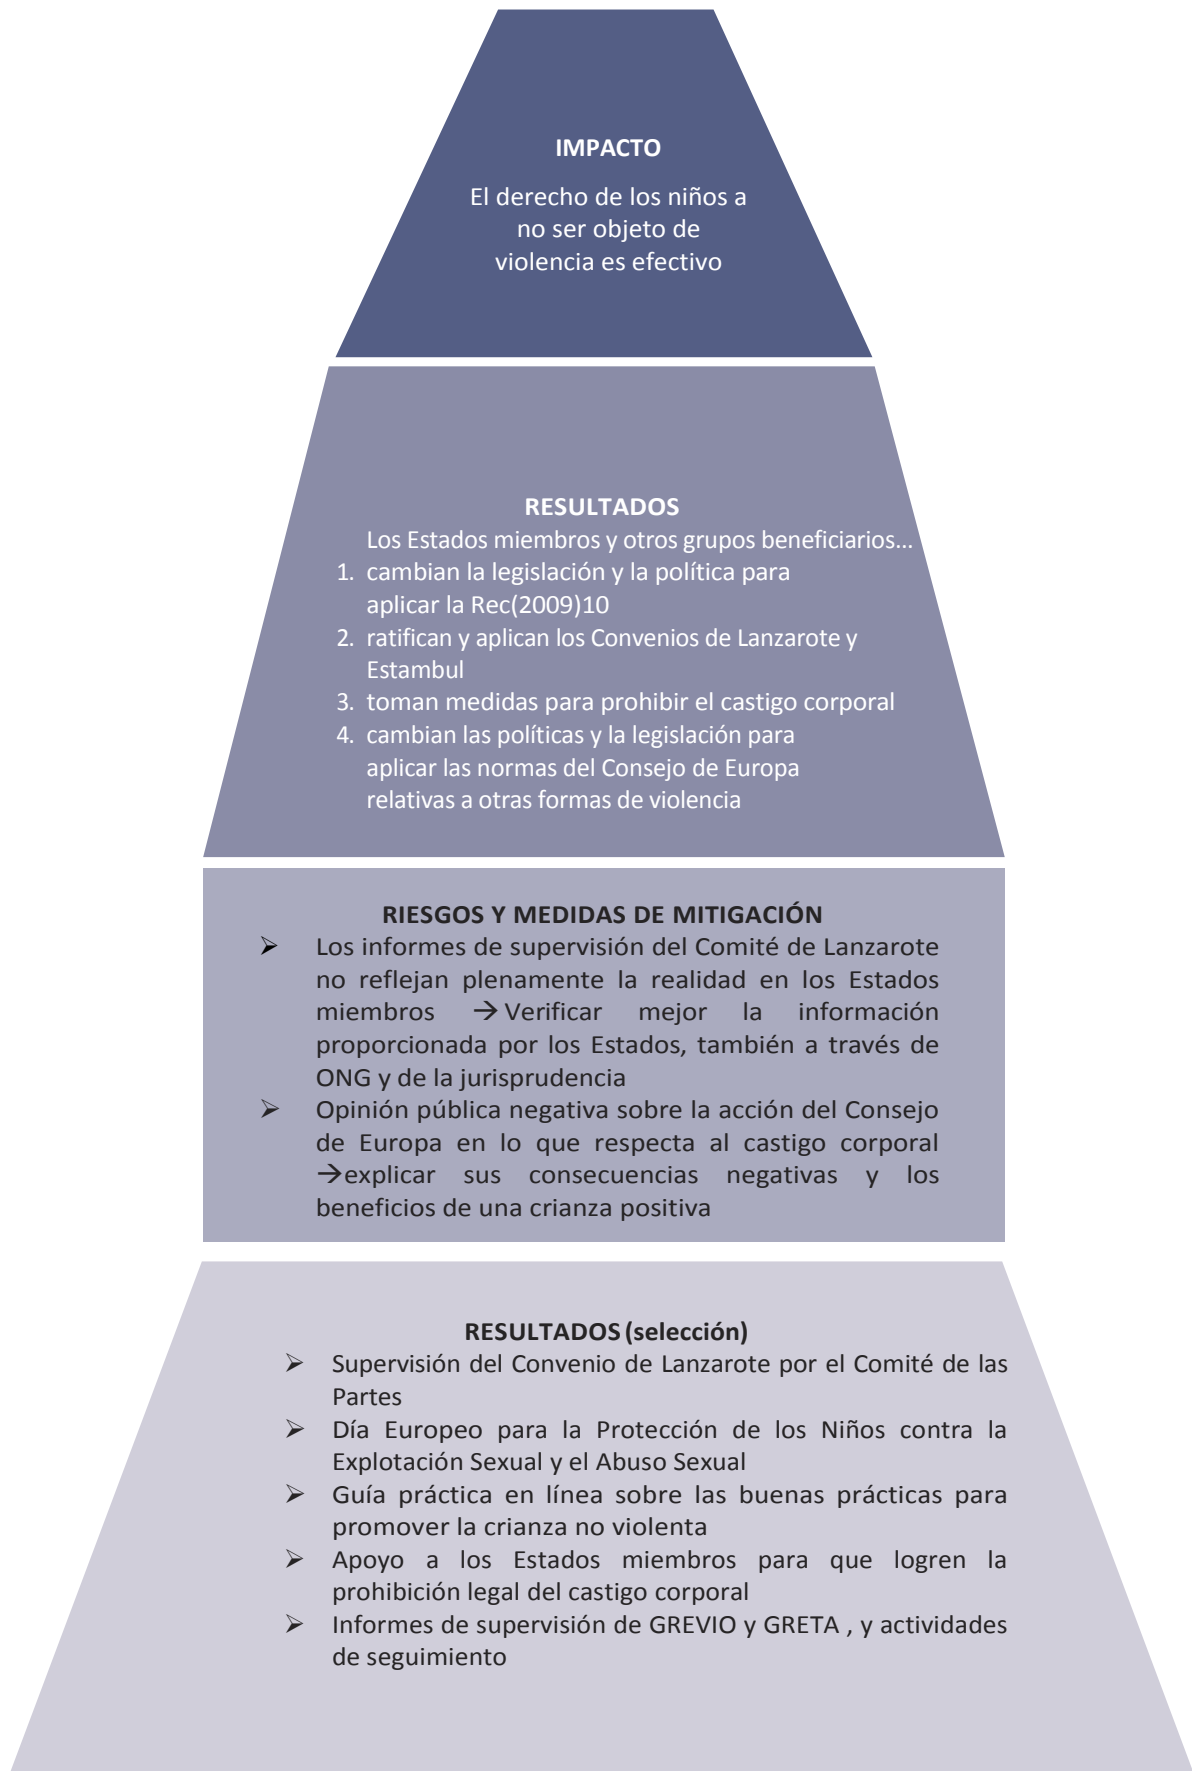 IMPACTO
El derecho de los niños a
no ser objeto de
violencia es efectivo
RESULTADOS
Los Estados miembros y otros grupos beneficiarios...
1. cambian la legislación y la política para
aplicar la Rec(2009)10
2. ratifican y aplican los Convenios de Lanzarote y
Estambul
3. toman medidas para prohibir el castigo corporal
4. cambian las políticas y la legislación para
aplicar las normas del Consejo de Europa
relativas a otras formas de violencia
RIESGOS Y MEDIDAS DE MITIGACIÓN
➢ Los informes de supervisión del Comité de Lanzarote
no reflejan plenamente la realidad en los Estados
miembros → Verificar mejor la información
proporcionada por los Estados, también a través de
ONG y de la jurisprudencia
➢ Opinión pública negativa sobre la acción del Consejo
de Europa en lo que respecta al castigo corporal
→explicar sus consecuencias negativas y los
beneficios de una crianza positiva
RESULTADOS (selección)
➢ Supervisión del Convenio de Lanzarote por el Comité de las
Partes
➢ Día Europeo para la Protección de los Niños contra la
Explotación Sexual y el Abuso Sexual
➢ Guía práctica en línea sobre las buenas prácticas para
promover la crianza no violenta
➢ Apoyo a los Estados miembros para que logren la
prohibición legal del castigo corporal
➢ Informes de supervisión de GREVIO y GRETA , y actividades
de seguimiento